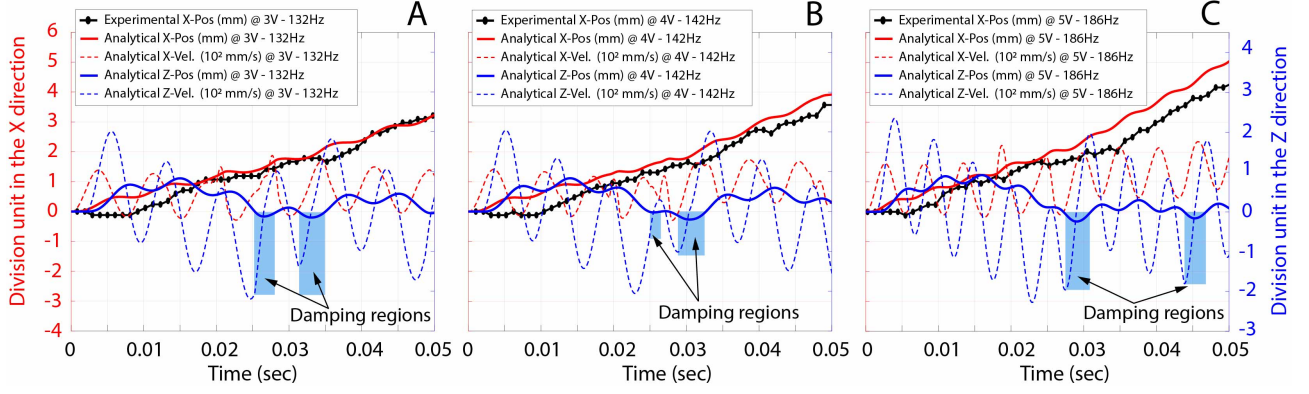 A
Experimental X-Pos (mm) @ 3V - 132Hz
Analytical X-Pos (mm) @ 3V - 132Hz
Analytical X-Vel. (10² mm/s) @ 3V - 132Hz
Analytical Z-Pos (mm) @ 3V - 132Hz
Analytical Z-Vel. (10² mm/s) @ 3V - 132Hz
Division unit in the X direction
6
5
4
3
2
1
0
-1
-2
-3
-4
Damping regions
0 0.01 0.02 0.03 0.04 0.05
Time (sec)
B
Experimental X-Pos (mm) @ 4V - 142Hz
Analytical X-Pos (mm) @ 4V - 142Hz
Analytical X-Vel. (10² mm/s) @ 4V - 142Hz
Analytical Z-Pos (mm) @ 4V - 142Hz
Analytical Z-Vel. (10² mm/s) @ 4V - 142Hz
Damping regions
0 0.01 0.02 0.03 0.04 0.05
Time (sec)
C
Experimental X-Pos (mm) @ 5V - 186Hz
Analytical X-Pos (mm) @ 5V - 186Hz
Analytical X-Vel. (10² mm/s) @ 5V - 186Hz
Analytical Z-Pos (mm) @ 5V - 186Hz
Analytical Z-Vel. (10² mm/s) @ 5V - 186Hz
Damping regions
0 0.01 0.02 0.03 0.04 0.05
Time (sec)
4
3
2
1
0
-1
-2
-3
Division unit in the Z direction